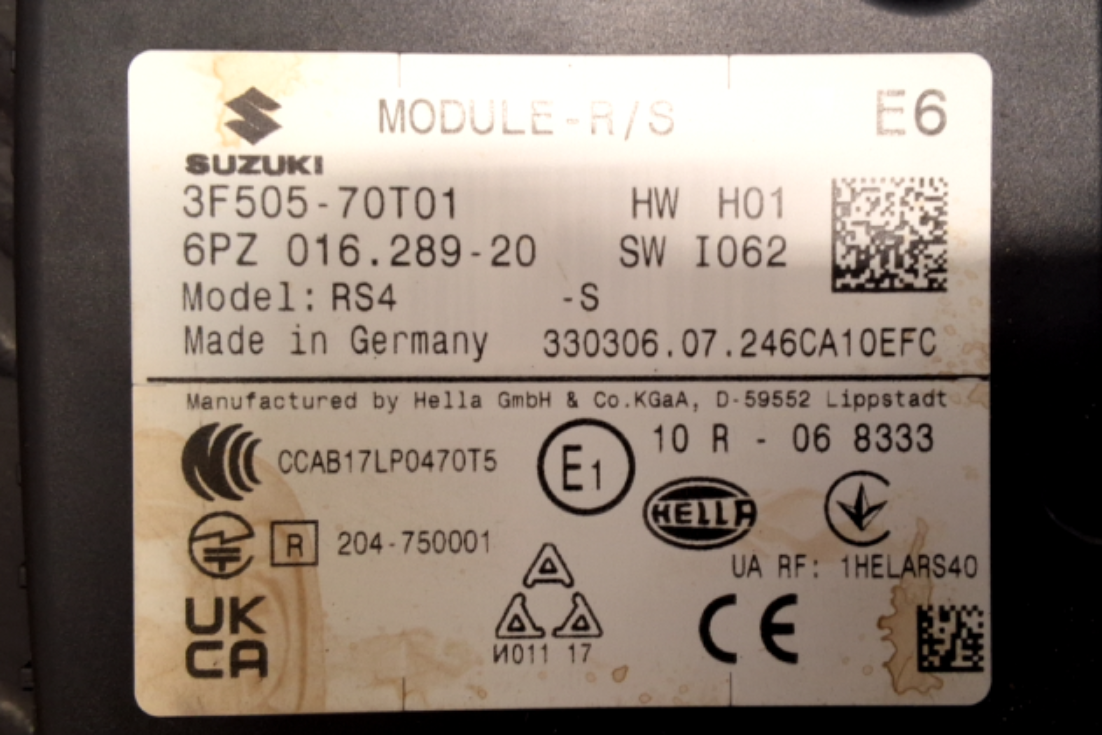 MODULE-R/S E6
SUZUKI
3F505-70T01 HW H01
6PZ 016.289-20 SW I062
Model: RS4 -S
Made in Germany 330306.07.246CA10EFC
Manufactured by Hella GmbH & Co.KGaA, D-59552 Lippstadt
CCAB17LP0470T5 E1 10 R - 06 8333
HELLA
R 204-750001
UA RF: 1HELARS40
UK
CA
CE
И011 17